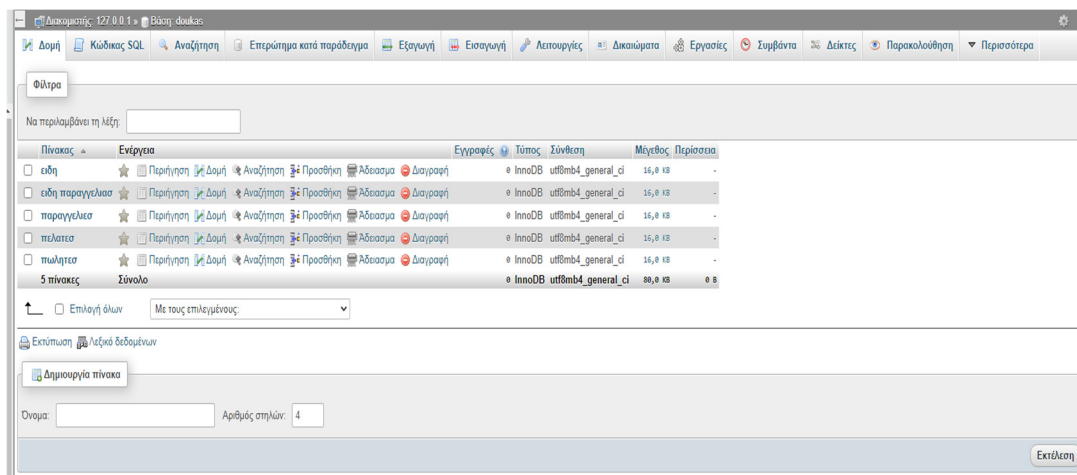 Διακομιστής: 127.0.0.1 » Βάση: doukas
Δομή Κώδικας SQL Αναζήτηση Επερώτημα κατά παράδειγμα Εξαγωγή Εισαγωγή Λειτουργίες Δικαιώματα Εργασίες Συμβάντα Δείκτες Παρακολούθηση Περισσότερα
Φίλτρα
Να περιλαμβάνει τη λέξη:
Πίνακας Ενέργεια Εγγραφές Τύπος Σύνθεση Μέγεθος Περίσσεια
ειδη Περιήγηση Δομή Αναζήτηση Προσθήκη Άδειασμα Διαγραφή 0 InnoDB utf8mb4_general_ci 16,0 KB -
ειδη παραγγελιασ Περιήγηση Δομή Αναζήτηση Προσθήκη Άδειασμα Διαγραφή 0 InnoDB utf8mb4_general_ci 16,0 KB -
παραγγελιεσ Περιήγηση Δομή Αναζήτηση Προσθήκη Άδειασμα Διαγραφή 0 InnoDB utf8mb4_general_ci 16,0 KB -
πελατεσ Περιήγηση Δομή Αναζήτηση Προσθήκη Άδειασμα Διαγραφή 0 InnoDB utf8mb4_general_ci 16,0 KB -
πωλητεσ Περιήγηση Δομή Αναζήτηση Προσθήκη Άδειασμα Διαγραφή 0 InnoDB utf8mb4_general_ci 16,0 KB -
5 πίνακες Σύνολο 0 InnoDB utf8mb4_general_ci 80,0 KB 0 B
Επιλογή όλων Με τους επιλεγμένους:
Εκτύπωση Λεξικό δεδομένων
Δημιουργία πίνακα
Όνομα: Αριθμός στηλών: 4
Εκτέλεση